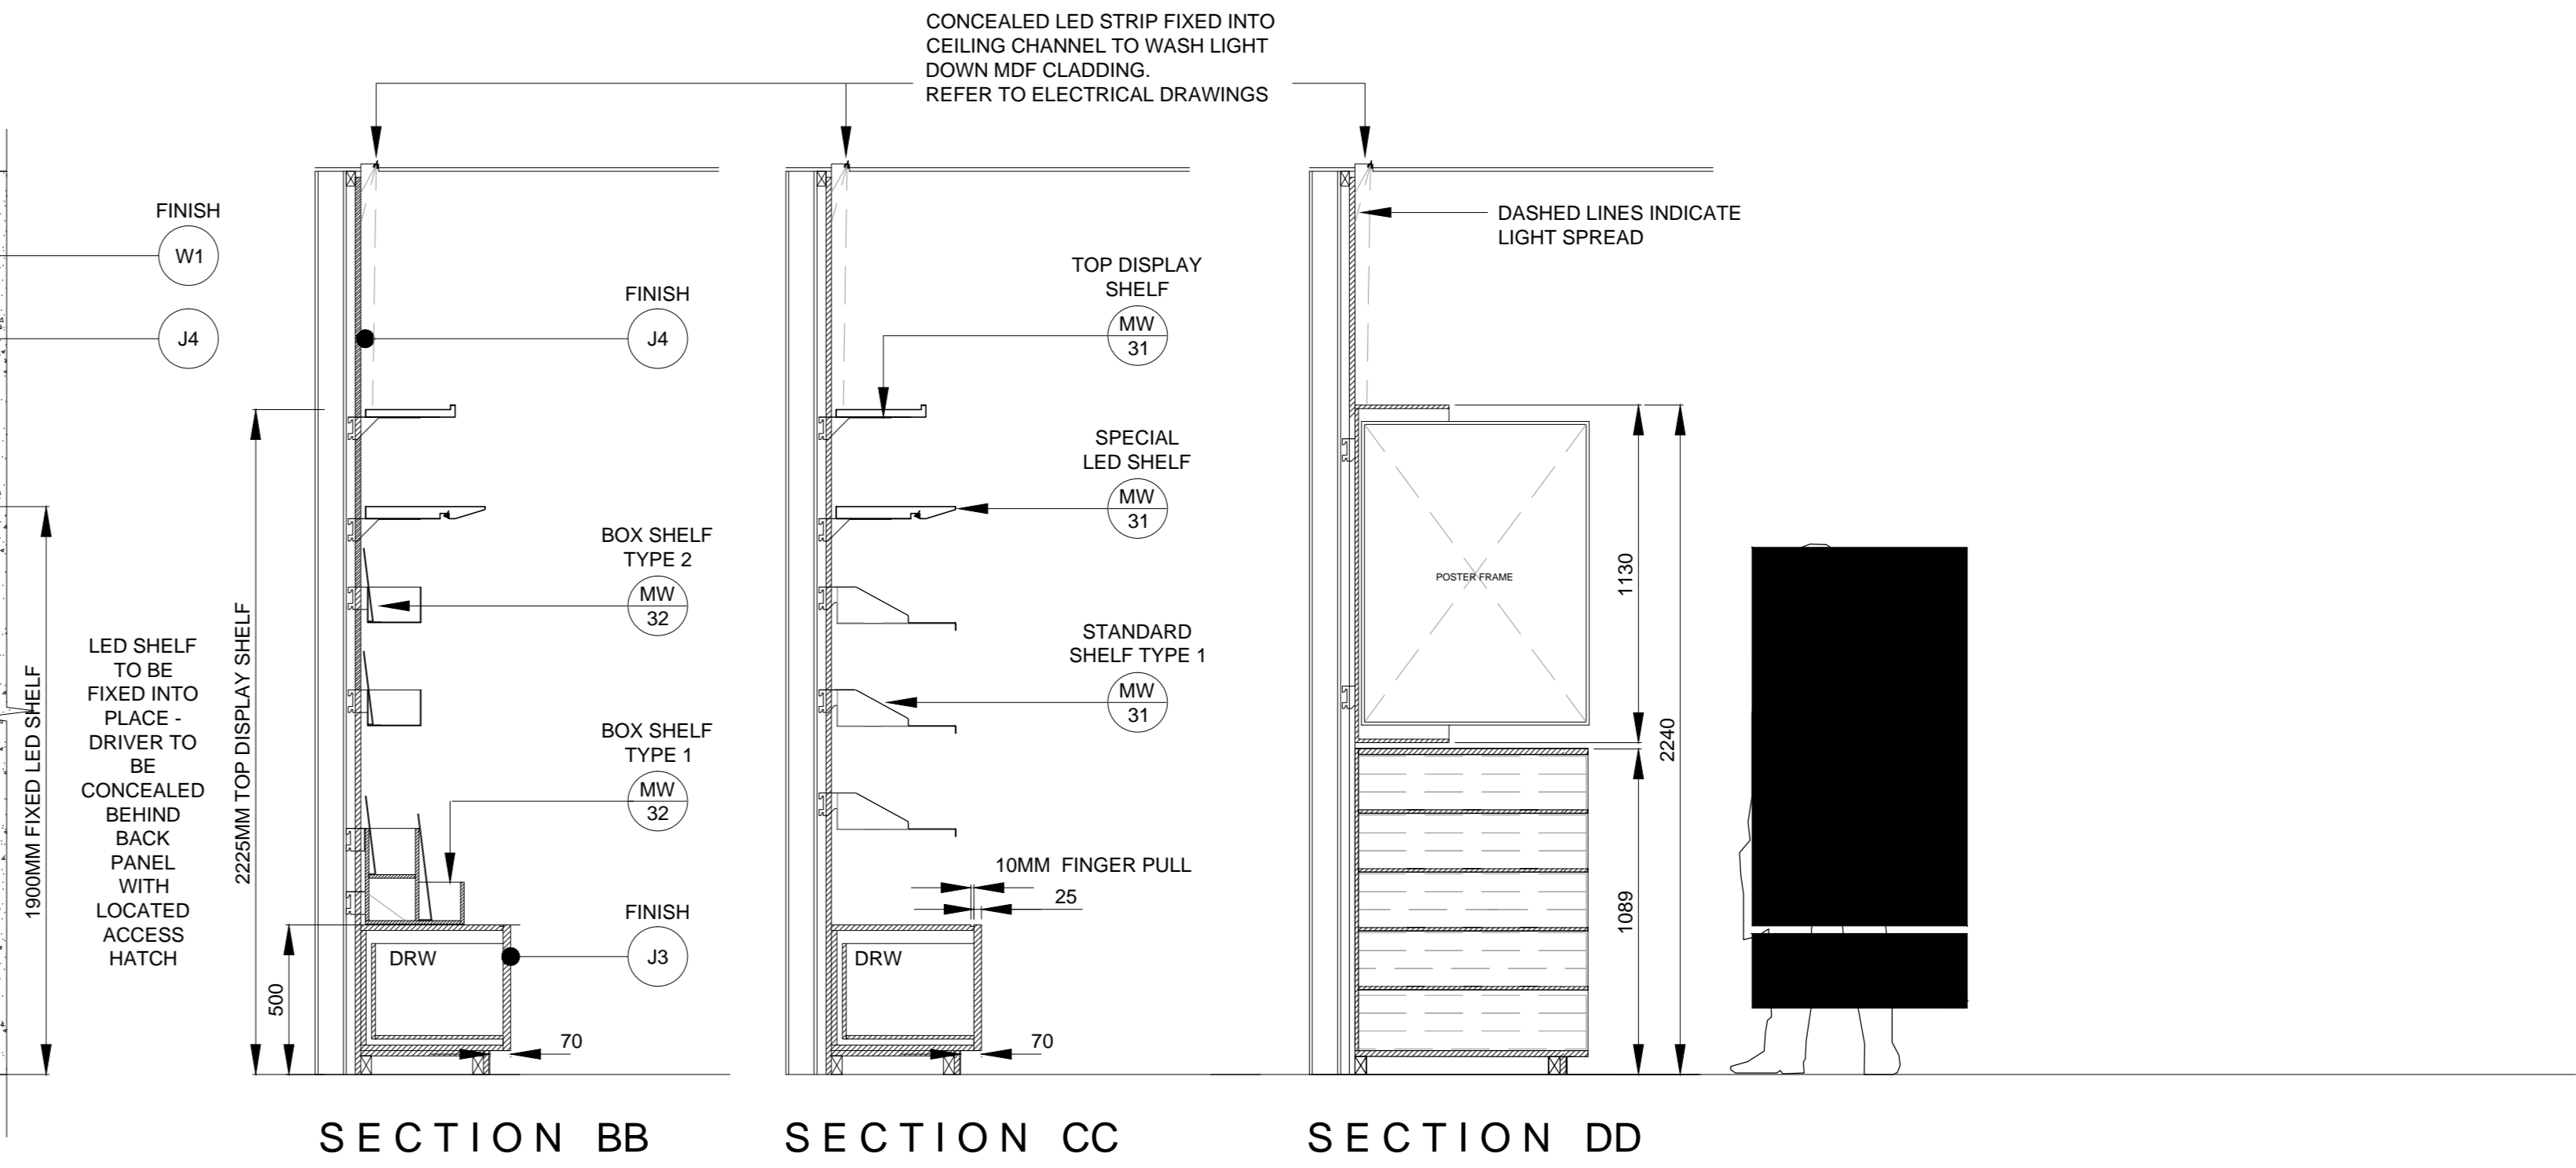 CONCEALED LED STRIP FIXED INTO
CEILING CHANNEL TO WASH LIGHT
DOWN MDF CLADDING.
REFER TO ELECTRICAL DRAWINGS
FINISH
W1
J4
1900MM FIXED LED SHELF
LED SHELF
TO BE
FIXED INTO
PLACE -
DRIVER TO
BE
CONCEALED
BEHIND
BACK
PANEL
WITH
LOCATED
ACCESS
HATCH
2225MM TOP DISPLAY SHELF
500
FINISH
J4
BOX SHELF
TYPE 2
MW
32
BOX SHELF
TYPE 1
MW
32
FINISH
J3
DRW
70
SECTION BB
TOP DISPLAY
SHELF
MW
31
SPECIAL
LED SHELF
MW
31
STANDARD
SHELF TYPE 1
MW
31
10MM FINGER PULL
25
DRW
70
SECTION CC
DASHED LINES INDICATE
LIGHT SPREAD
POSTER FRAME
1130
2240
1089
SECTION DD